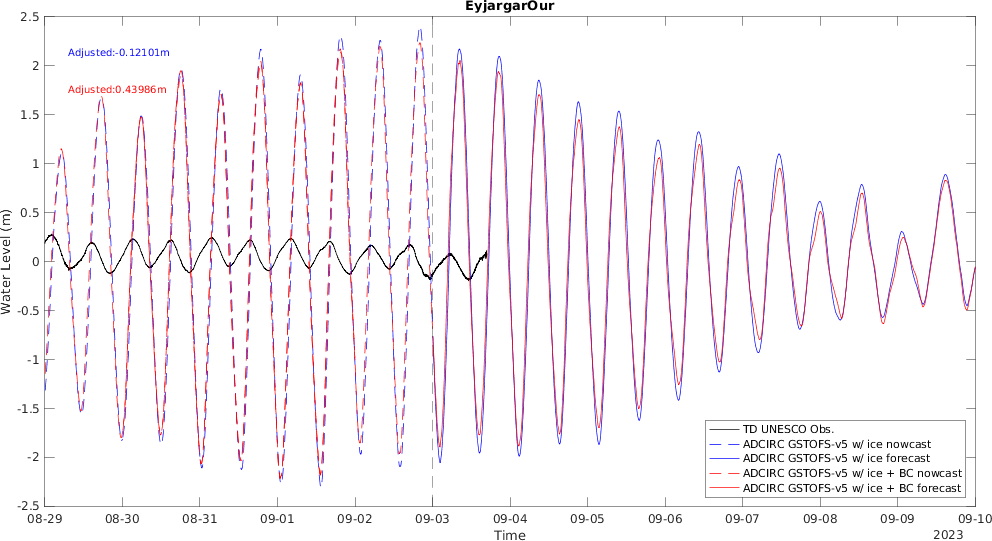 EyjargarOur
2.5
2
1.5
1
0.5
0
-0.5
-1
-1.5
-2
-2.5
Water Level (m)
Adjusted:-0.12101m
Adjusted:0.43986m
TD UNESCO Obs.
ADCIRC GSTOFS-v5 w/ ice nowcast
ADCIRC GSTOFS-v5 w/ ice forecast
ADCIRC GSTOFS-v5 w/ ice + BC nowcast
ADCIRC GSTOFS-v5 w/ ice + BC forecast
08-29 08-30 08-31 09-01 09-02 09-03 09-04 09-05 09-06 09-07 09-08 09-09 09-10
Time
2023